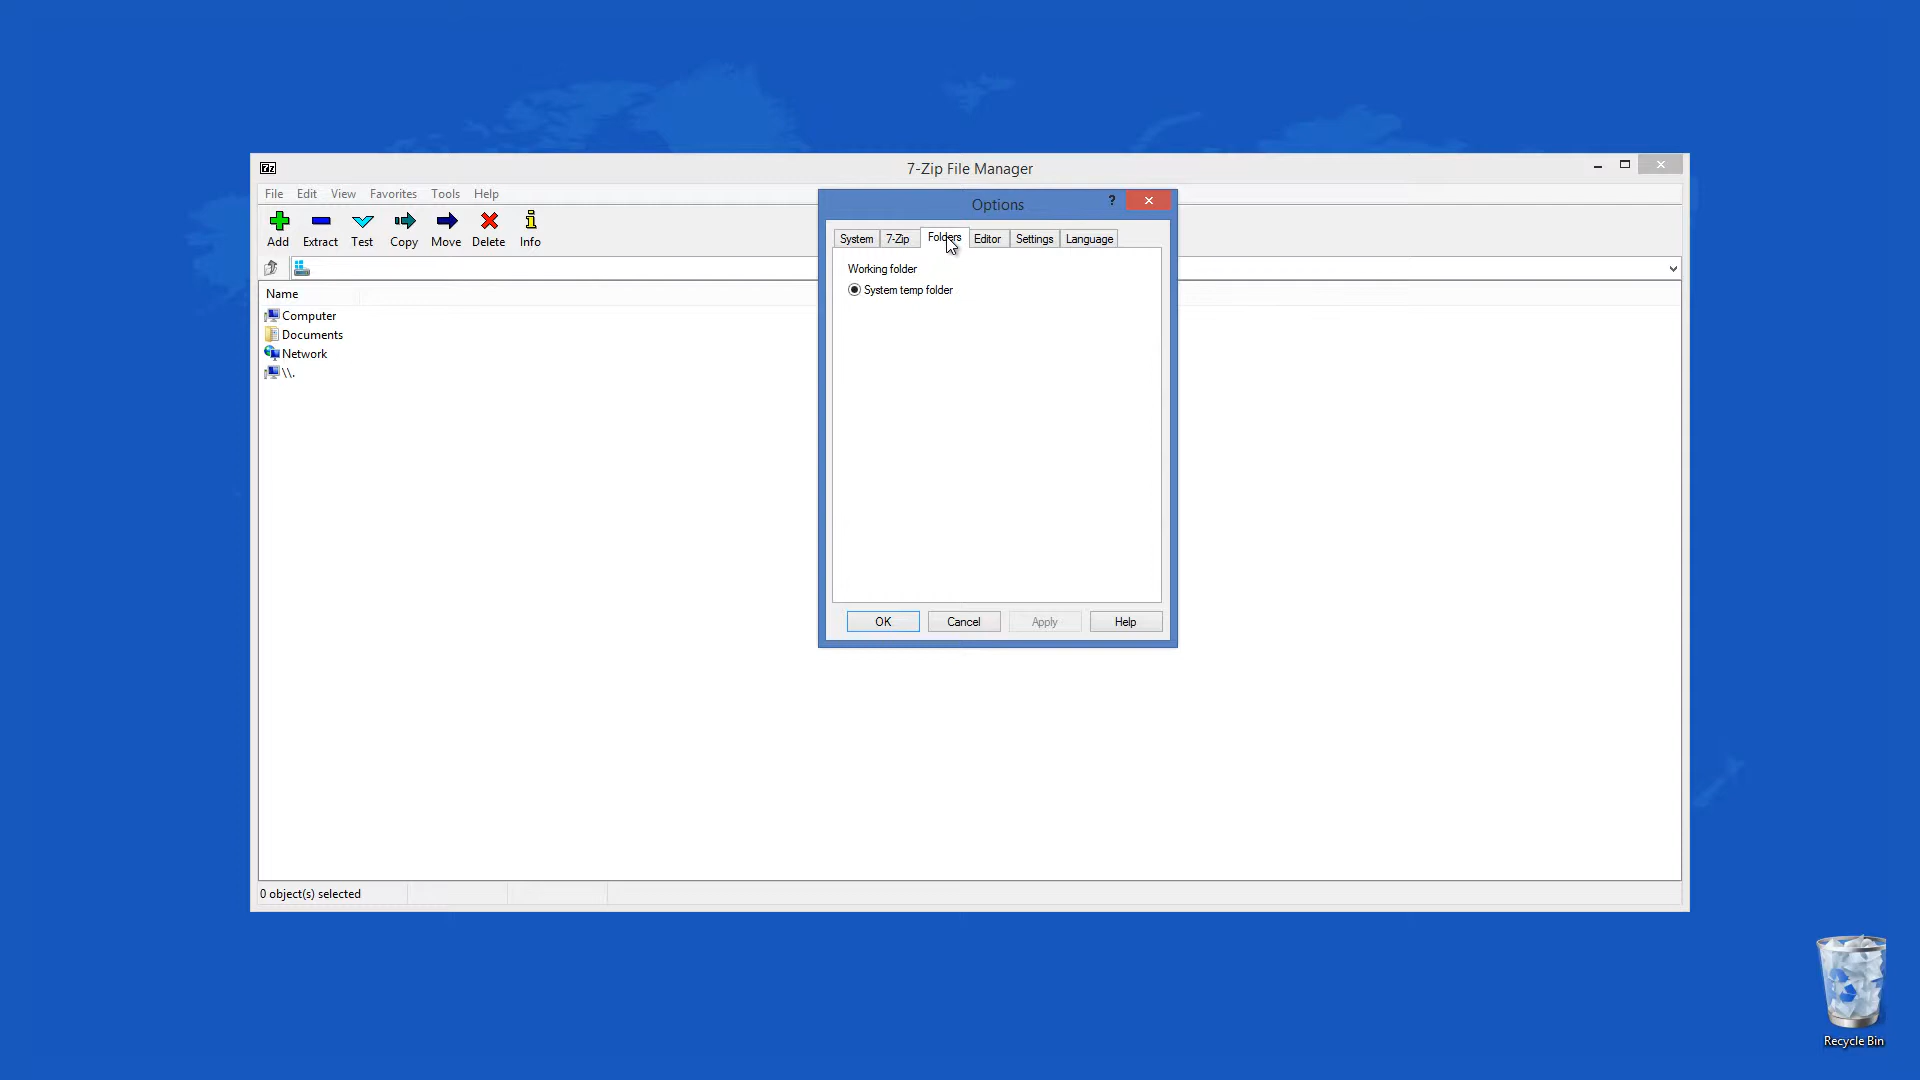 7z 7-Zip File Manager
File Edit View Favorites Tools Help
Options ?
Add Extract Test Copy Move Delete Info
System 7-Zip Folders Editor Settings Language
Working folder
System temp folder
Name
Computer
Documents
Network
\\.
OK Cancel Apply Help
0 object(s) selected
Recycle Bin